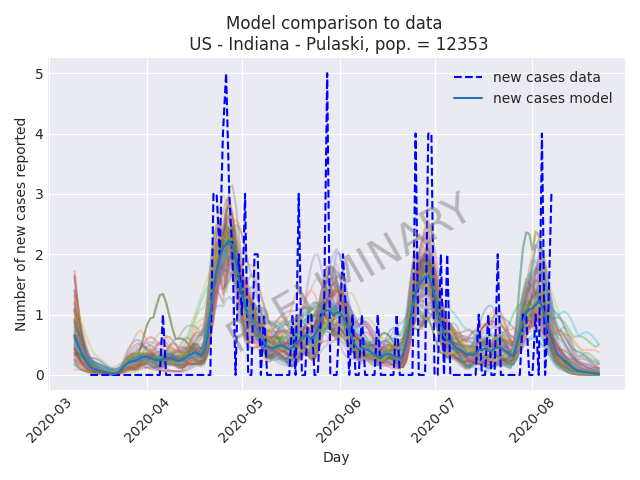 Model comparison to data
US - Indiana - Pulaski, pop. = 12353
new cases data
new cases model
PRELIMINARY
Number of new cases reported
5
4
3
2
1
0
2020-03
2020-04
2020-05
2020-06
2020-07
2020-08
Day